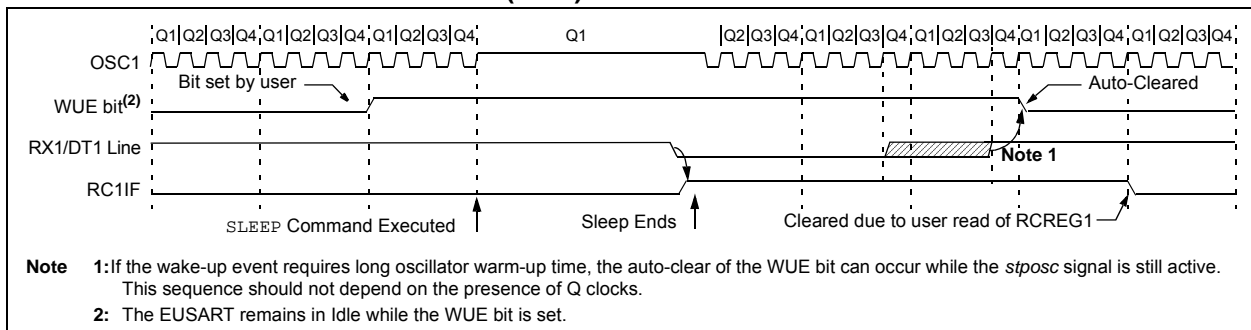 Q1 Q2 Q3 Q4 Q1 Q2 Q3 Q4 Q1 Q2 Q3 Q4 Q1 Q2 Q3 Q4 Q1 Q2 Q3 Q4 Q1 Q2 Q3 Q4 Q1 Q2 Q3 Q4 Q1 Q2 Q3 Q4
OSC1
Bit set by user
Auto-Cleared
WUE bit(2)
RX1/DT1 Line
Note 1
RC1IF
SLEEP Command Executed
Sleep Ends
Cleared due to user read of RCREG1
Note 1: If the wake-up event requires long oscillator warm-up time, the auto-clear of the WUE bit can occur while the stposc signal is still active.
This sequence should not depend on the presence of Q clocks.
2: The EUSART remains in Idle while the WUE bit is set.